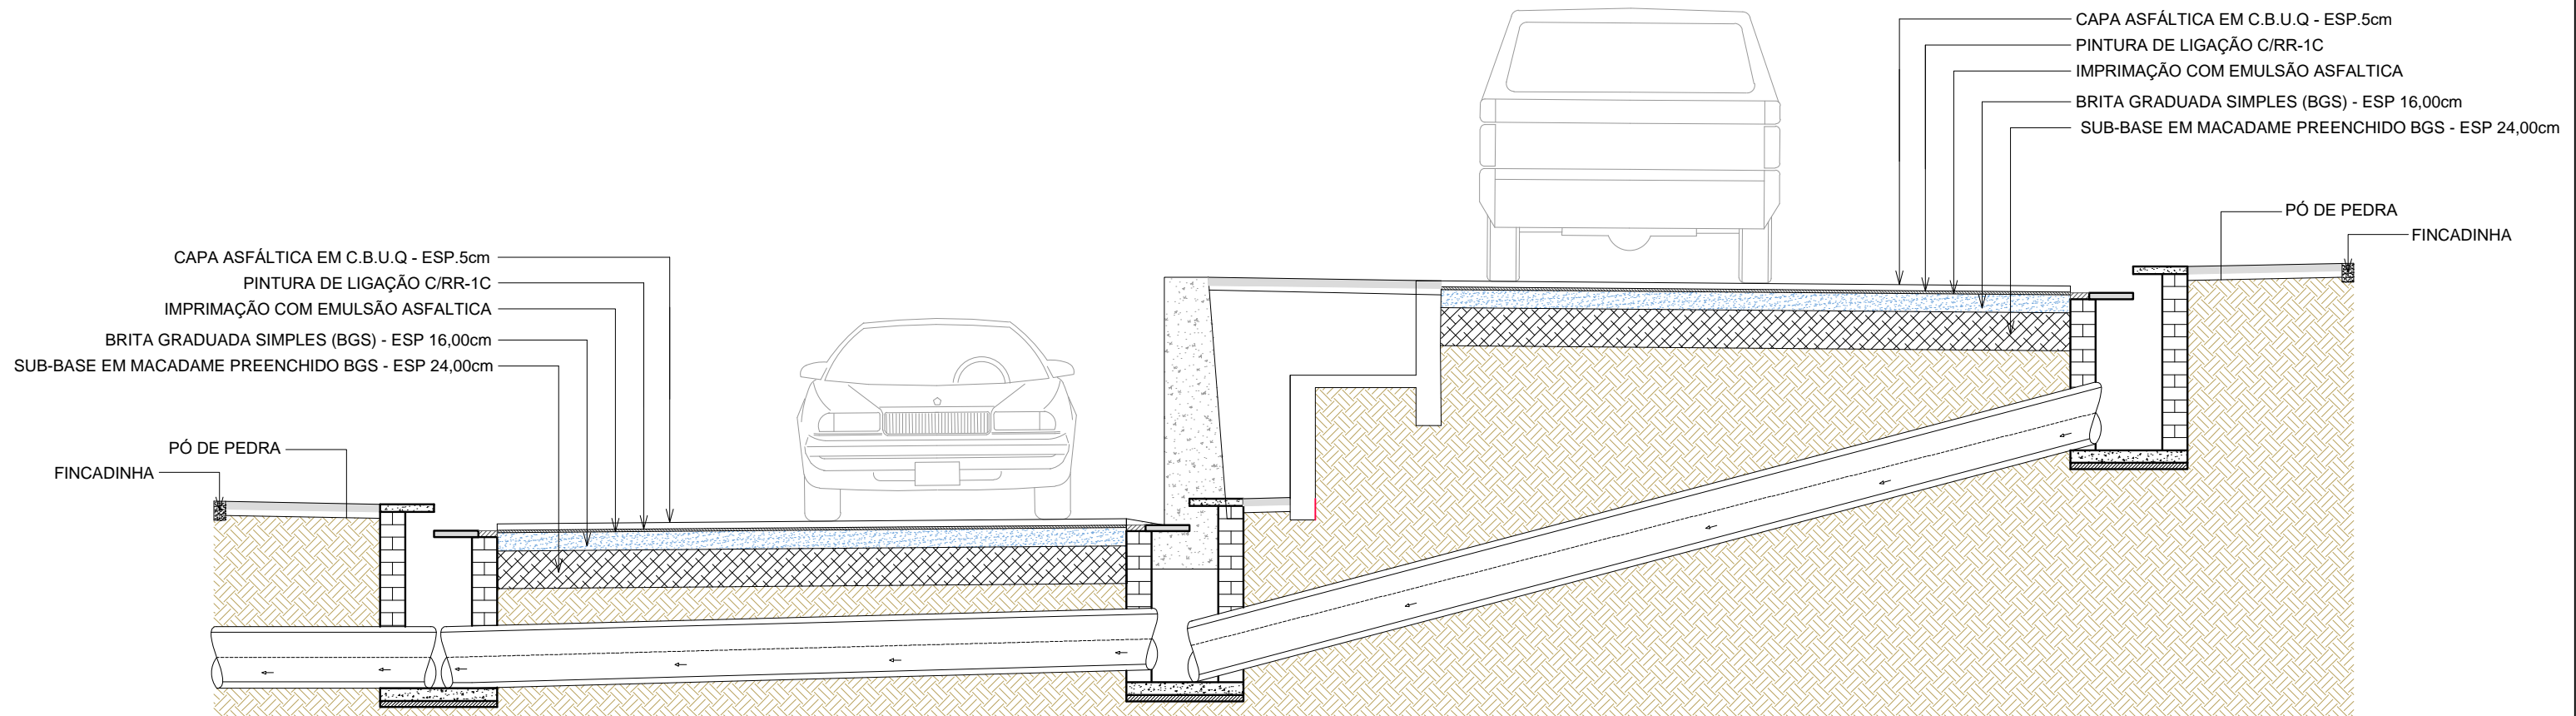 CAPA ASFÁLTICA EM C.B.U.Q - ESP.5cm
PINTURA DE LIGAÇÃO C/RR-1C
IMPRIMAÇÃO COM EMULSÃO ASFALTICA
BRITA GRADUADA SIMPLES (BGS) - ESP 16,00cm
SUB-BASE EM MACADAME PREENCHIDO BGS - ESP 24,00cm
PÓ DE PEDRA
FINCADINHA
CAPA ASFÁLTICA EM C.B.U.Q - ESP.5cm
PINTURA DE LIGAÇÃO C/RR-1C
IMPRIMAÇÃO COM EMULSÃO ASFALTICA
BRITA GRADUADA SIMPLES (BGS) - ESP 16,00cm
SUB-BASE EM MACADAME PREENCHIDO BGS - ESP 24,00cm
PÓ DE PEDRA
FINCADINHA